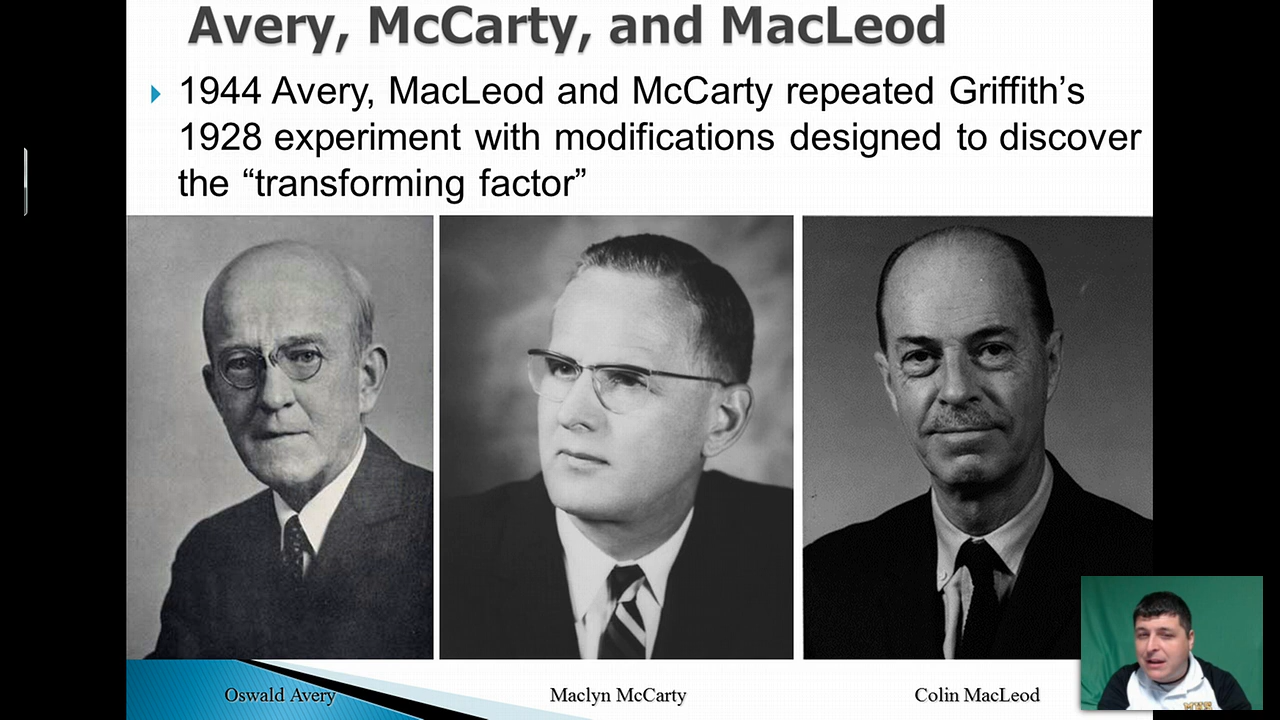 Avery, McCarty, and MacLeod
1944 Avery, MacLeod and McCarty repeated Griffith’s
1928 experiment with modifications designed to discover
the “transforming factor”
Oswald Avery
Maclyn McCarty
Colin MacLeod